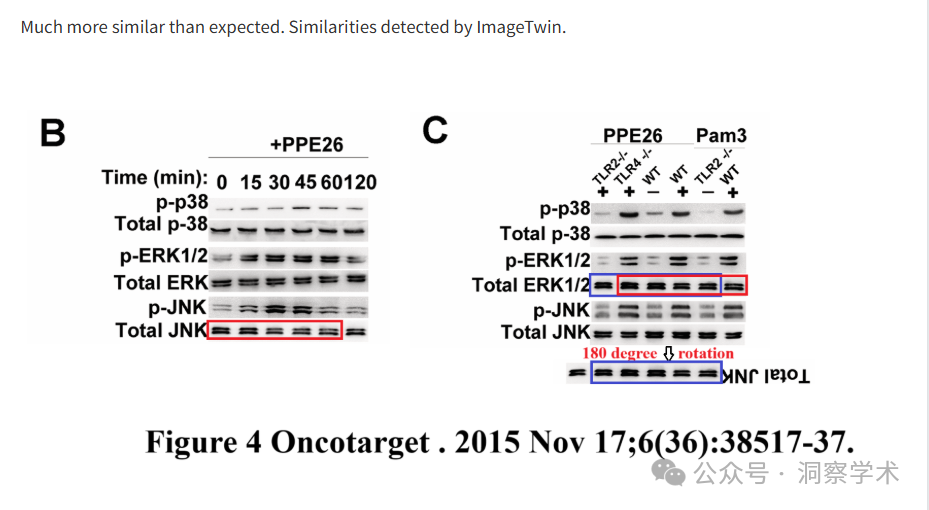 Much more similar than expected. Similarities detected by ImageTwin.
B
+PPE26
Time (min): 0 15 30 45 60 120
p-p38
Total p-38
p-ERK1/2
Total ERK
p-JNK
Total JNK
C
PPE26 Pam3
TLR2-/- TLR4 -/- WT WT TLR2 -/- WT
+ + − + − +
p-p38
Total p-38
p-ERK1/2
Total ERK1/2
p-JNK
Total JNK
180 degree rotation
Total JNK
Figure 4 Oncotarget . 2015 Nov 17;6(36):38517-37.
公众号 · 洞察学术